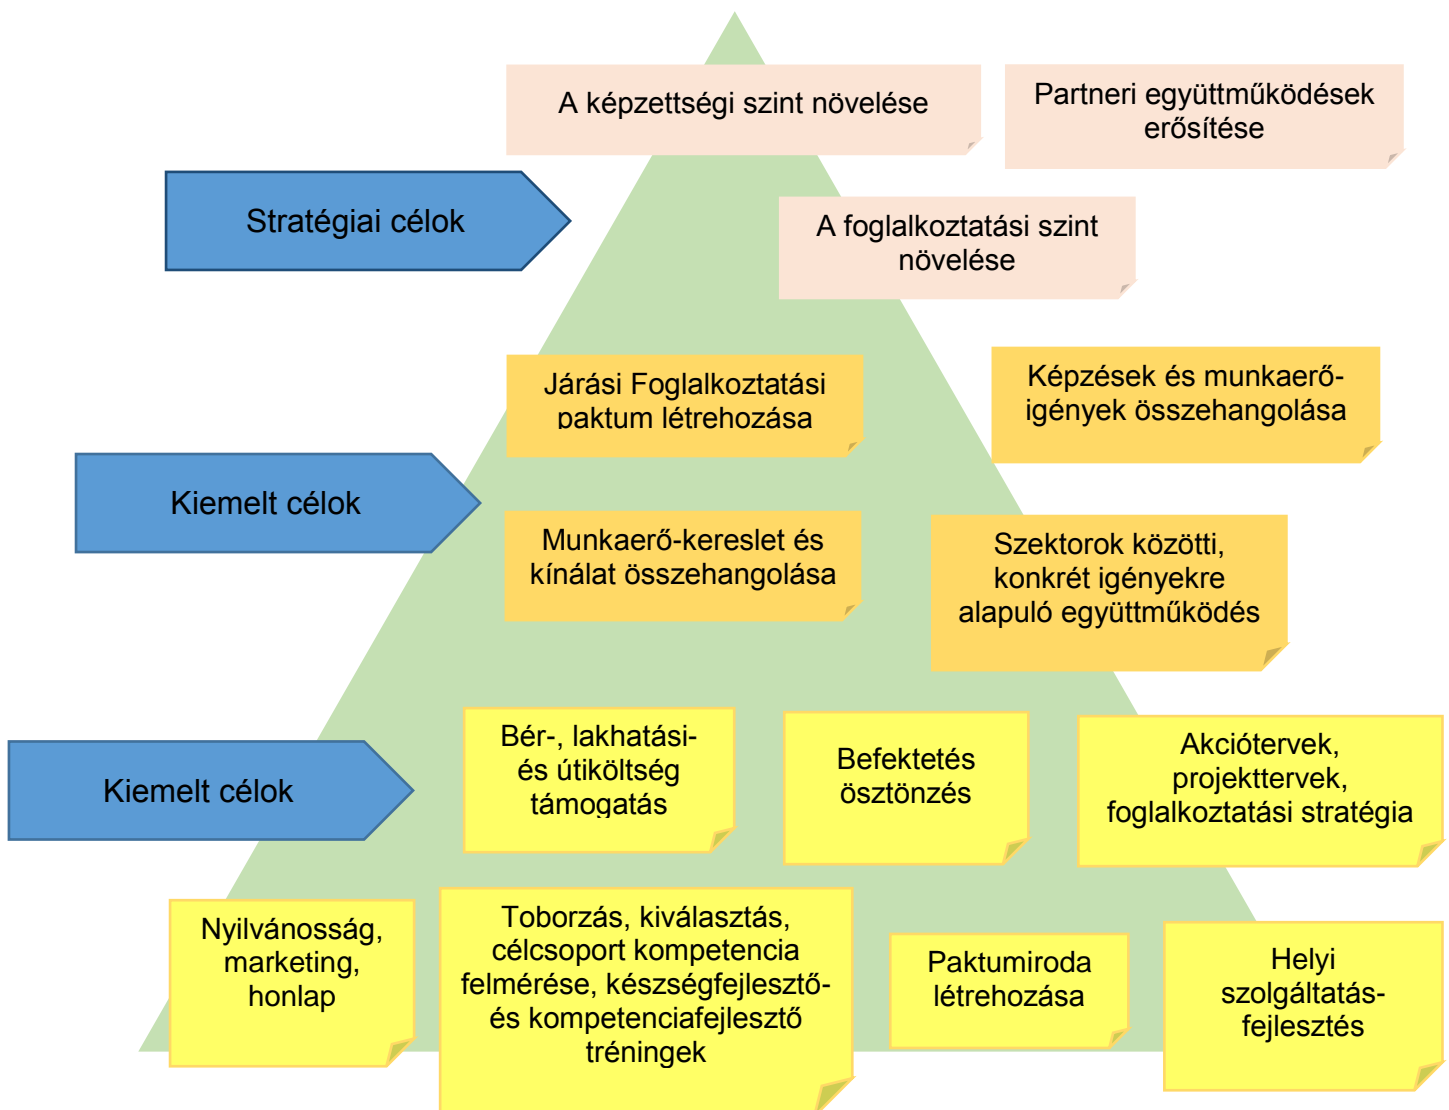 A képzettségi szint növelése
Partneri együttműködések
erősítése
Stratégiai célok
A foglalkoztatási szint
növelése
Járási Foglalkoztatási
paktum létrehozása
Képzések és munkaerő-
igények összehangolása
Kiemelt célok
Munkaerő-kereslet és
kínálat összehangolása
Szektorok közötti,
konkrét igényekre
alapuló együttműködés
Kiemelt célok
Bér-, lakhatási-
és útiköltség
támogatás
Befektetés
ösztönzés
Akciótervek,
projekttervek,
foglalkoztatási stratégia
Nyilvánosság,
marketing,
honlap
Toborzás, kiválasztás,
célcsoport kompetencia
felmérése, készségfejlesztő-
és kompetenciafejlesztő
tréningek
Paktumiroda
létrehozása
Helyi
szolgáltatás-
fejlesztés